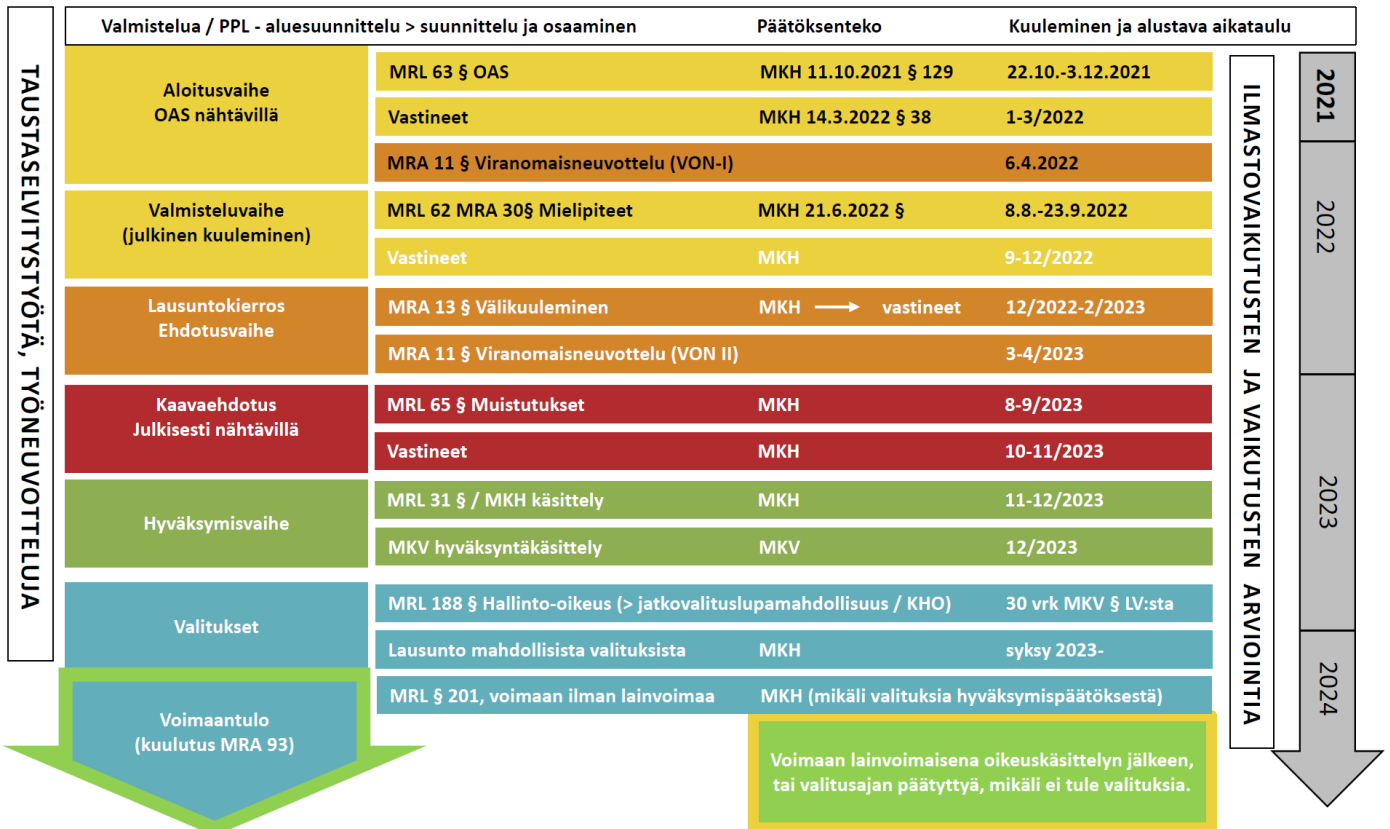 Valmistelua / PPL - aluesuunnittelu > suunnittelu ja osaaminen Päätöksenteko Kuuleminen ja alustava aikataulu
TAUSTASELVITYSTYÖTÄ, TYÖNEUVOTTELUJA
Aloitusvaihe
OAS nähtävillä
MRL 63 § OAS MKH 11.10.2021 § 129 22.10.-3.12.2021
Vastineet MKH 14.3.2022 § 38 1-3/2022
MRA 11 § Viranomaisneuvottelu (VON-I) 6.4.2022
Valmisteluvaihe
(julkinen kuuleminen)
MRL 62 MRA 30§ Mielipiteet MKH 21.6.2022 § 8.8.-23.9.2022
Vastineet MKH 9-12/2022
Lausuntokierros
Ehdotusvaihe
MRA 13 § Välikuuleminen MKH → vastineet 12/2022-2/2023
MRA 11 § Viranomaisneuvottelu (VON II) 3-4/2023
Kaavaehdotus
Julkisesti nähtävillä
MRL 65 § Muistutukset MKH 8-9/2023
Vastineet MKH 10-11/2023
Hyväksymisvaihe
MRL 31 § / MKH käsittely MKH 11-12/2023
MKV hyväksyntäkäsittely MKV 12/2023
Valitukset
MRL 188 § Hallinto-oikeus (> jatkovalituslupamahdollisuus / KHO) 30 vrk MKV § LV:sta
Lausunto mahdollisista valituksista MKH syksy 2023-
MRL § 201, voimaan ilman lainvoimaa MKH (mikäli valituksia hyväksymispäätöksestä)
Voimaantulo
(kuulutus MRA 93)
Voimaan lainvoimaisena oikeuskäsittelyn jälkeen,
tai valitusajan päätyttyä, mikäli ei tule valituksia.
ILMASTOVAIKUTUSTEN JA VAIKUTUSTEN ARVIOINTIA
2021
2022
2023
2024